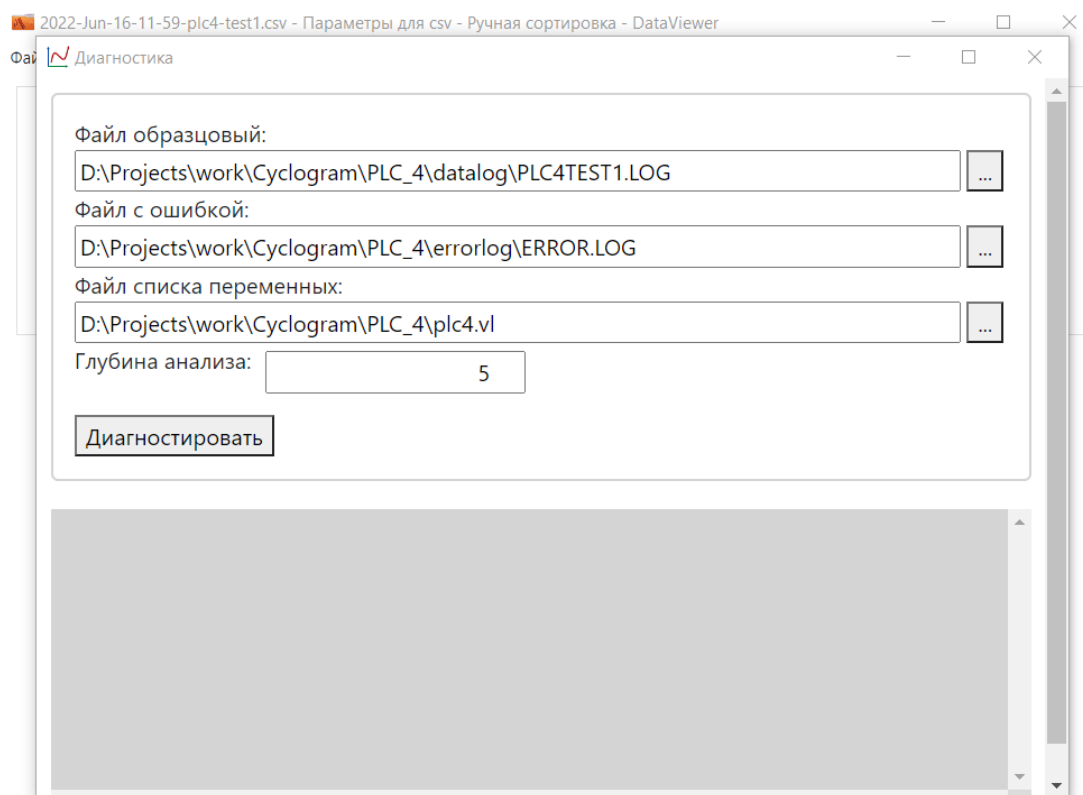 2022-Jun-16-11-59-plc4-test1.csv - Параметры для csv - Ручная сортировка - DataViewer
Фай
Диагностика
Файл образцовый:
D:\Projects\work\Cyclogram\PLC_4\datalog\PLC4TEST1.LOG
...
Файл с ошибкой:
D:\Projects\work\Cyclogram\PLC_4\errorlog\ERROR.LOG
...
Файл списка переменных:
D:\Projects\work\Cyclogram\PLC_4\plc4.vl
...
Глубина анализа:
5
Диагностировать